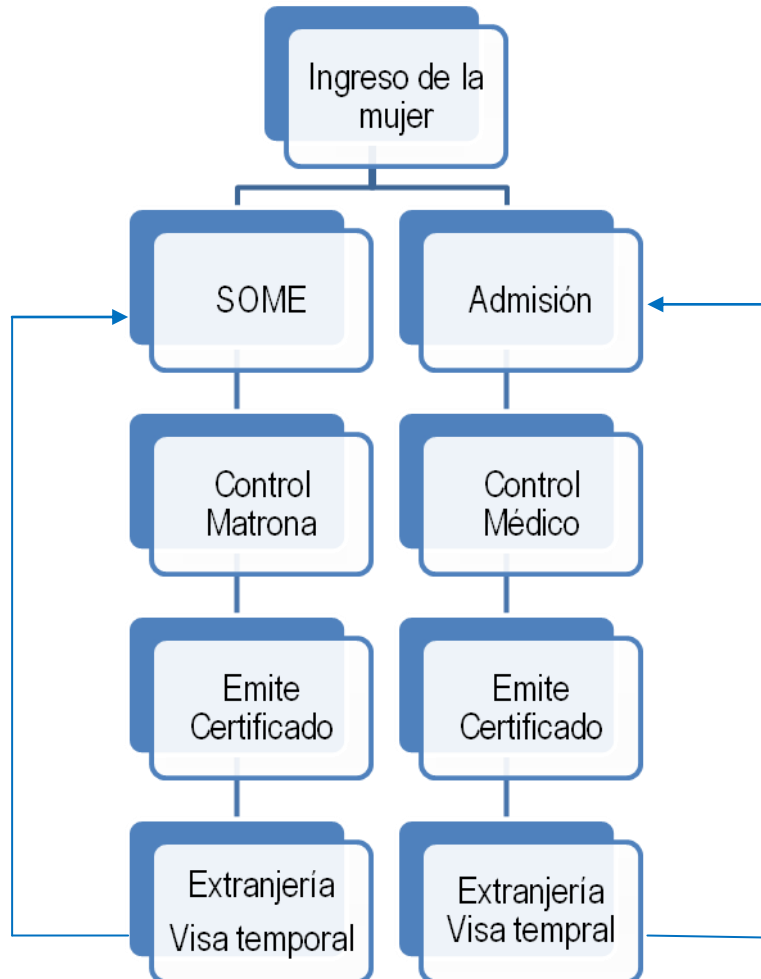 Ingreso de la
mujer
SOME
Admisión
Control
Matrona
Control
Médico
Emite
Certificado
Emite
Certificado
Extranjería
Visa temporal
Extranjería
Visa tempral